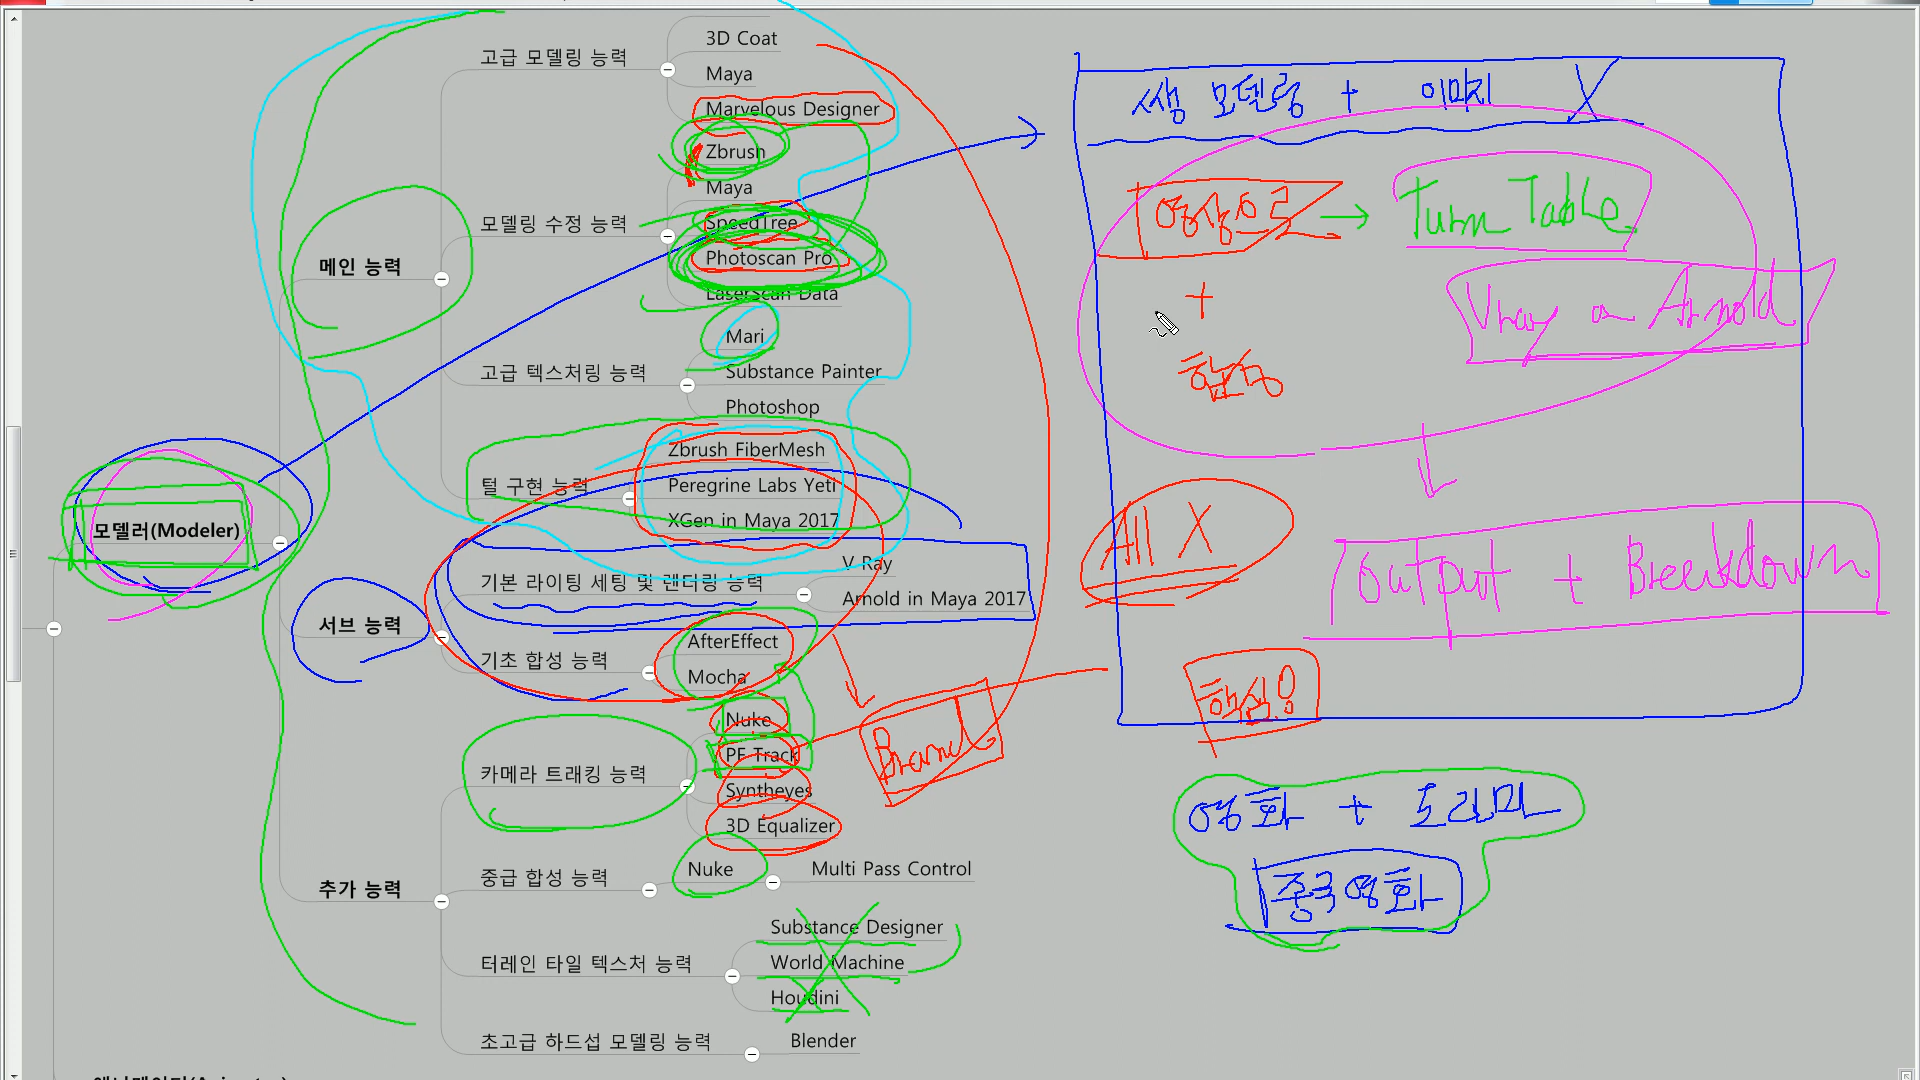 모델러(Modeler)
메인 능력
고급 모델링 능력
3D Coat
Maya
Marvelous Designer
모델링 수정 능력
Zbrush
Maya
SpeedTree
Photoscan Pro
LaserScan Data
고급 텍스처링 능력
Mari
Substance Painter
Photoshop
털 구현 능력
Zbrush FiberMesh
Peregrine Labs Yeti
XGen in Maya 2017
서브 능력
기본 라이팅 세팅 및 랜더링 능력
V-Ray
Arnold in Maya 2017
기초 합성 능력
AfterEffect
Mocha
추가 능력
카메라 트래킹 능력
Nuke
PF Track
Syntheyes
3D Equalizer
중급 합성 능력
Nuke
Multi Pass Control
터레인 타일 텍스처 능력
Substance Designer
World Machine
Houdini
초고급 하드섭 모델링 능력
Blender
쌩 모델링 + 이미지 X
영상으로 → Turn Table
+
Vray or Arnold
합성
All X
Output + Breakdown
Brand
영화 + 드라마
중국영화